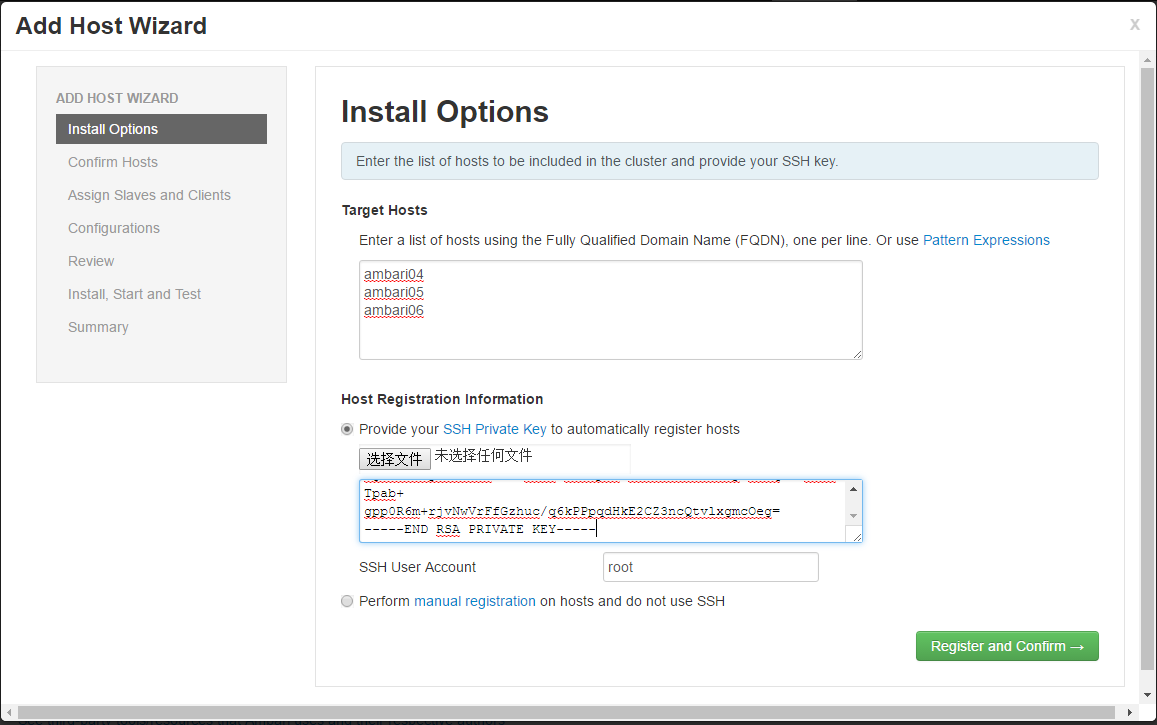 Add Host Wizard
x
ADD HOST WIZARD
Install Options
Confirm Hosts
Assign Slaves and Clients
Configurations
Review
Install, Start and Test
Summary
Install Options
Enter the list of hosts to be included in the cluster and provide your SSH key.
Target Hosts
Enter a list of hosts using the Fully Qualified Domain Name (FQDN), one per line. Or use Pattern Expressions
ambari04
ambari05
ambari06
Host Registration Information
Provide your SSH Private Key to automatically register hosts
选择文件 未选择任何文件
Tpab+
gpp0R6m+rjvNwVrFfGzhuc/g6kPPpgdHkE2CZ3ncQtvlxgmcOeg=
-----END RSA PRIVATE KEY-----
SSH User Account
root
Perform manual registration on hosts and do not use SSH
Register and Confirm →